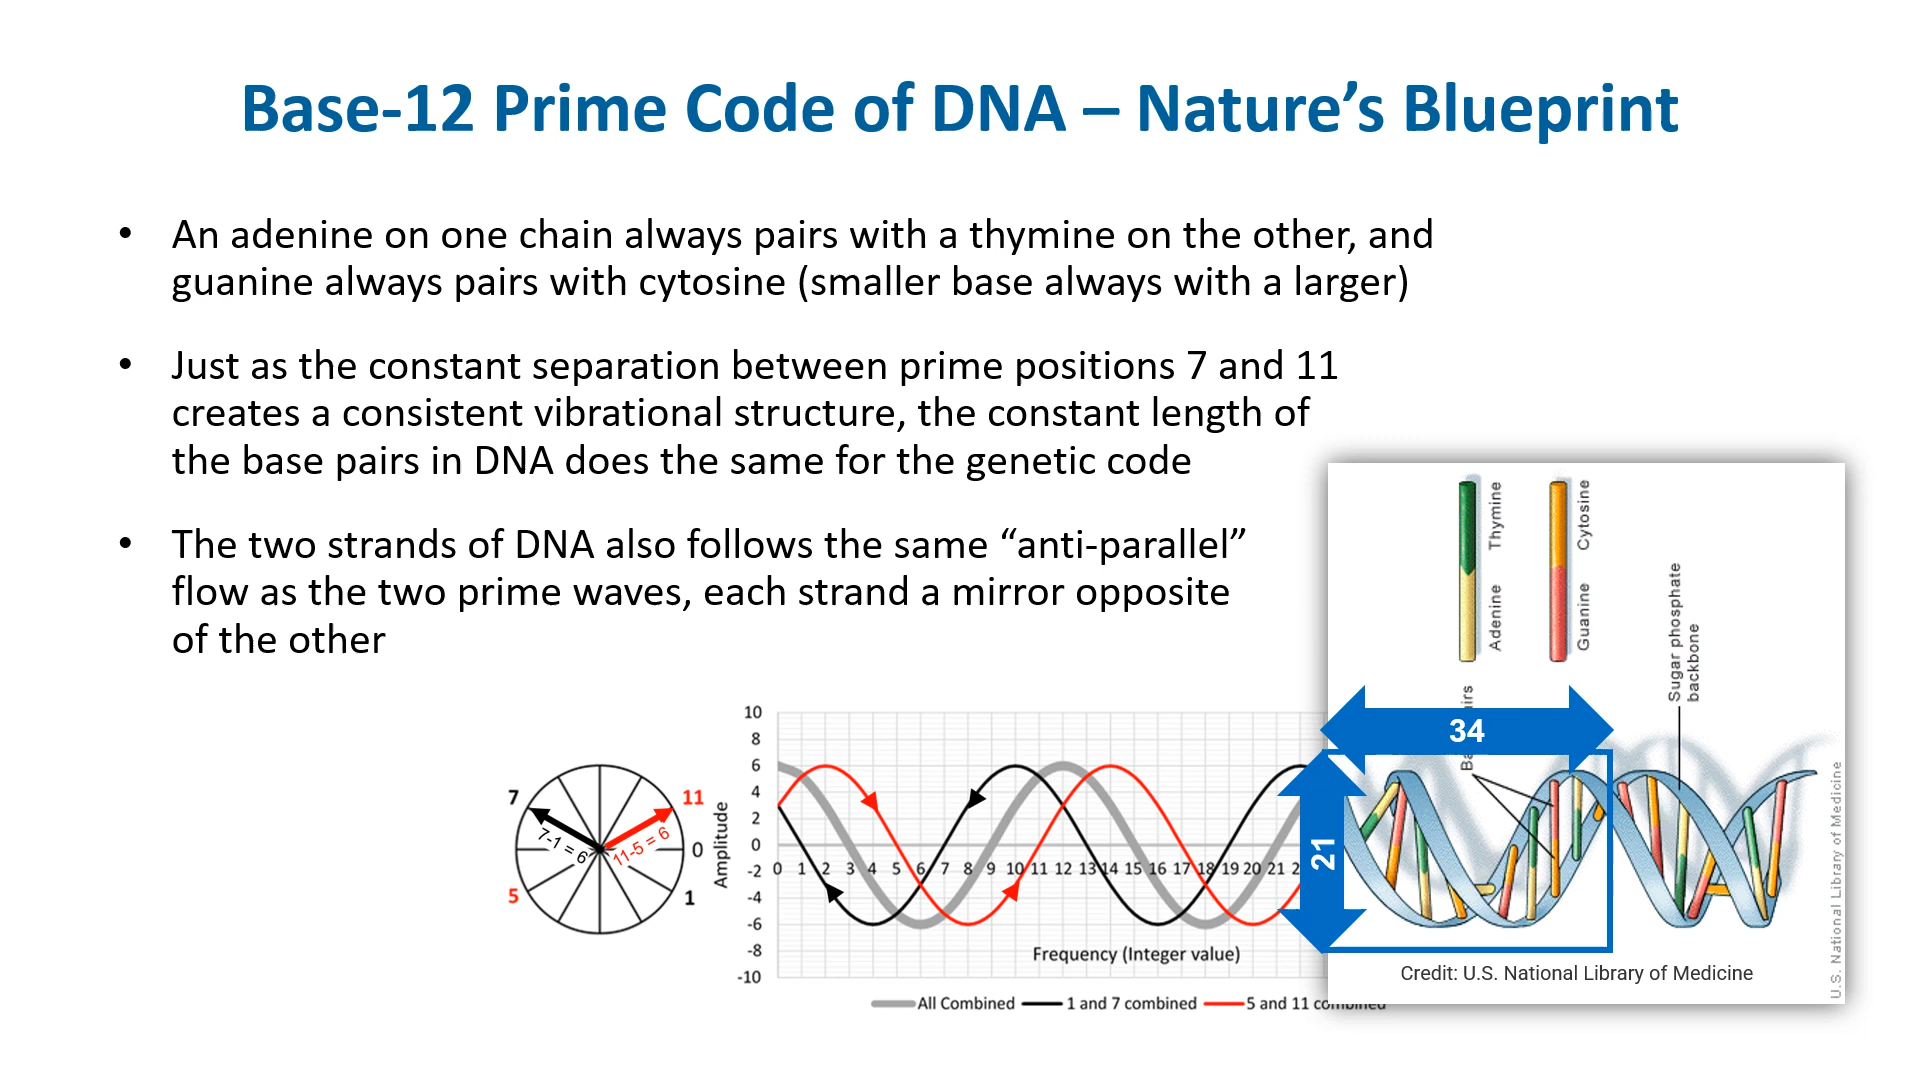 Base-12 Prime Code of DNA – Nature’s Blueprint
• An adenine on one chain always pairs with a thymine on the other, and
guanine always pairs with cytosine (smaller base always with a larger)
• Just as the constant separation between prime positions 7 and 11
creates a consistent vibrational structure, the constant length of
the base pairs in DNA does the same for the genetic code
• The two strands of DNA also follows the same “anti-parallel”
flow as the two prime waves, each strand a mirror opposite
of the other
7
11
0
1
5
7-1 = 6
11-5 = 6
Amplitude
10
8
6
4
2
0
-2
-4
-6
-8
-10
0 1 2 3 4 5 6 7 8 9 10 11 12 13 14 15 16 17 18 19 20 21 2
Frequency (Integer value)
All Combined
1 and 7 combined
5 and 11 combined
Adenine
Thymine
Guanine
Cytosine
Sugar phosphate
backbone
34
21
U.S. National Library of Medicine
Credit: U.S. National Library of Medicine